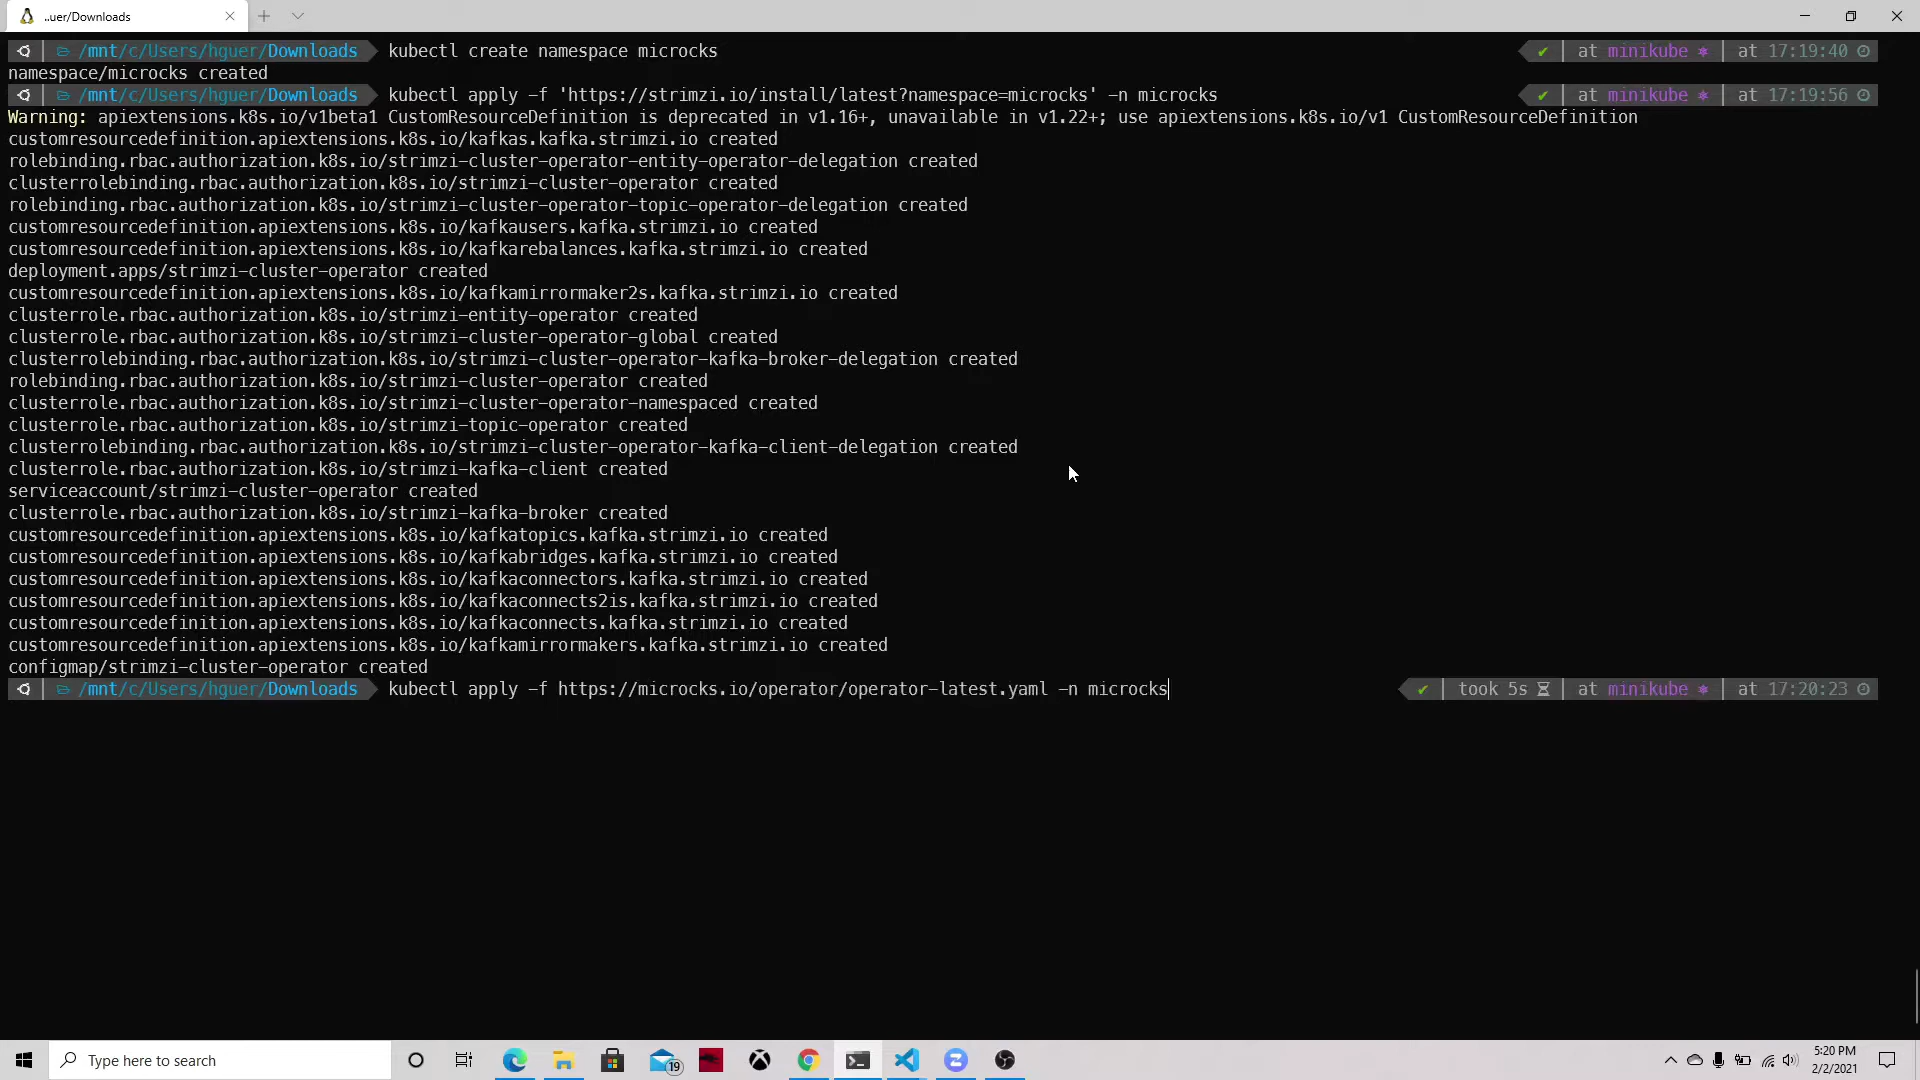 ..uer/Downloads
/mnt/c/Users/hguer/Downloads kubectl create namespace microcks ✔ at minikube ⎈ at 17:19:40
namespace/microcks created
/mnt/c/Users/hguer/Downloads kubectl apply -f 'https://strimzi.io/install/latest?namespace=microcks' -n microcks ✔ at minikube ⎈ at 17:19:56
Warning: apiextensions.k8s.io/v1beta1 CustomResourceDefinition is deprecated in v1.16+, unavailable in v1.22+; use apiextensions.k8s.io/v1 CustomResourceDefinition
customresourcedefinition.apiextensions.k8s.io/kafkas.kafka.strimzi.io created
rolebinding.rbac.authorization.k8s.io/strimzi-cluster-operator-entity-operator-delegation created
clusterrolebinding.rbac.authorization.k8s.io/strimzi-cluster-operator created
rolebinding.rbac.authorization.k8s.io/strimzi-cluster-operator-topic-operator-delegation created
customresourcedefinition.apiextensions.k8s.io/kafkausers.kafka.strimzi.io created
customresourcedefinition.apiextensions.k8s.io/kafkarebalances.kafka.strimzi.io created
deployment.apps/strimzi-cluster-operator created
customresourcedefinition.apiextensions.k8s.io/kafkamirrormaker2s.kafka.strimzi.io created
clusterrole.rbac.authorization.k8s.io/strimzi-entity-operator created
clusterrole.rbac.authorization.k8s.io/strimzi-cluster-operator-global created
clusterrolebinding.rbac.authorization.k8s.io/strimzi-cluster-operator-kafka-broker-delegation created
rolebinding.rbac.authorization.k8s.io/strimzi-cluster-operator created
clusterrole.rbac.authorization.k8s.io/strimzi-cluster-operator-namespaced created
clusterrole.rbac.authorization.k8s.io/strimzi-topic-operator created
clusterrolebinding.rbac.authorization.k8s.io/strimzi-cluster-operator-kafka-client-delegation created
clusterrole.rbac.authorization.k8s.io/strimzi-kafka-client created
serviceaccount/strimzi-cluster-operator created
clusterrole.rbac.authorization.k8s.io/strimzi-kafka-broker created
customresourcedefinition.apiextensions.k8s.io/kafkatopics.kafka.strimzi.io created
customresourcedefinition.apiextensions.k8s.io/kafkabridges.kafka.strimzi.io created
customresourcedefinition.apiextensions.k8s.io/kafkaconnectors.kafka.strimzi.io created
customresourcedefinition.apiextensions.k8s.io/kafkaconnects2is.kafka.strimzi.io created
customresourcedefinition.apiextensions.k8s.io/kafkaconnects.kafka.strimzi.io created
customresourcedefinition.apiextensions.k8s.io/kafkamirrormakers.kafka.strimzi.io created
configmap/strimzi-cluster-operator created
/mnt/c/Users/hguer/Downloads kubectl apply -f https://microcks.io/operator/operator-latest.yaml -n microcks ✔ took 5s at minikube ⎈ at 17:20:23
Type here to search
19
5:20 PM
2/2/2021